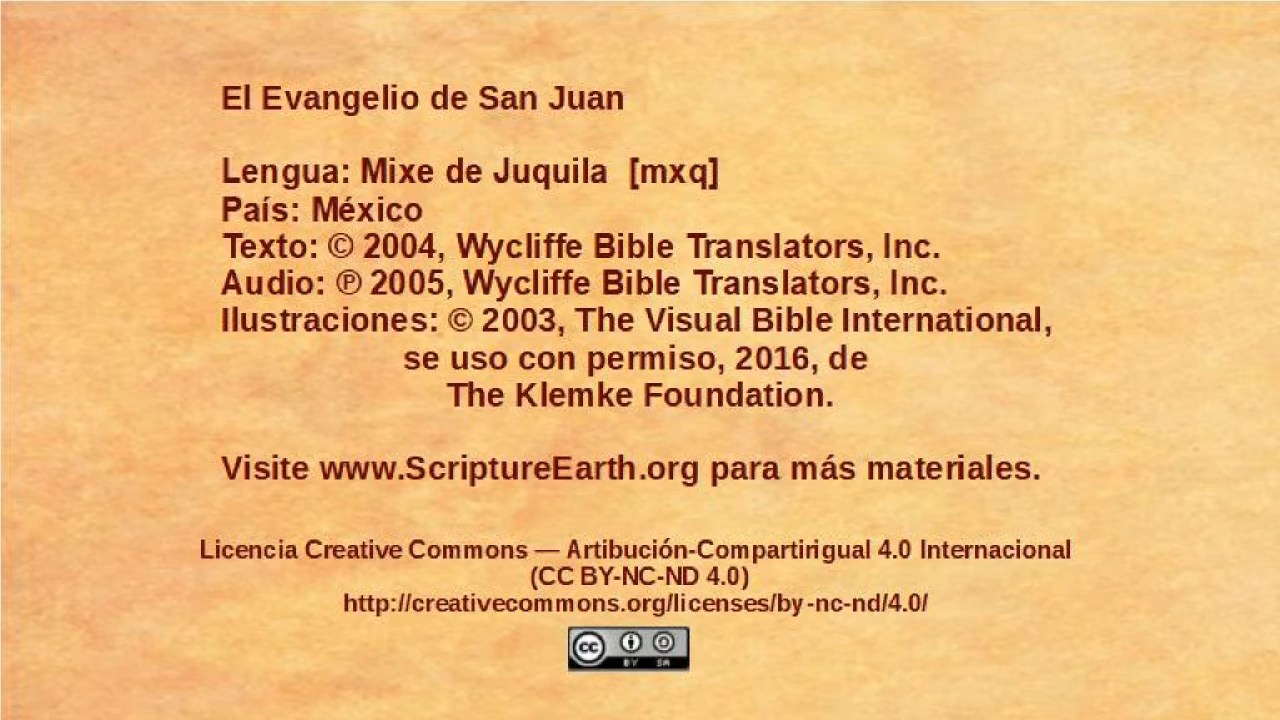 El Evangelio de San Juan
Lengua: Mixe de Juquila [mxq]
País: México
Texto: © 2004, Wycliffe Bible Translators, Inc.
Audio: ℗ 2005, Wycliffe Bible Translators, Inc.
Ilustraciones: © 2003, The Visual Bible International,
se uso con permiso, 2016, de
The Klemke Foundation.
Visite www.ScriptureEarth.org para más materiales.
Licencia Creative Commons — Artibución-Compartirigual 4.0 Internacional
(CC BY-NC-ND 4.0)
http://creativecommons.org/licenses/by-nc-nd/4.0/
cc BY SA